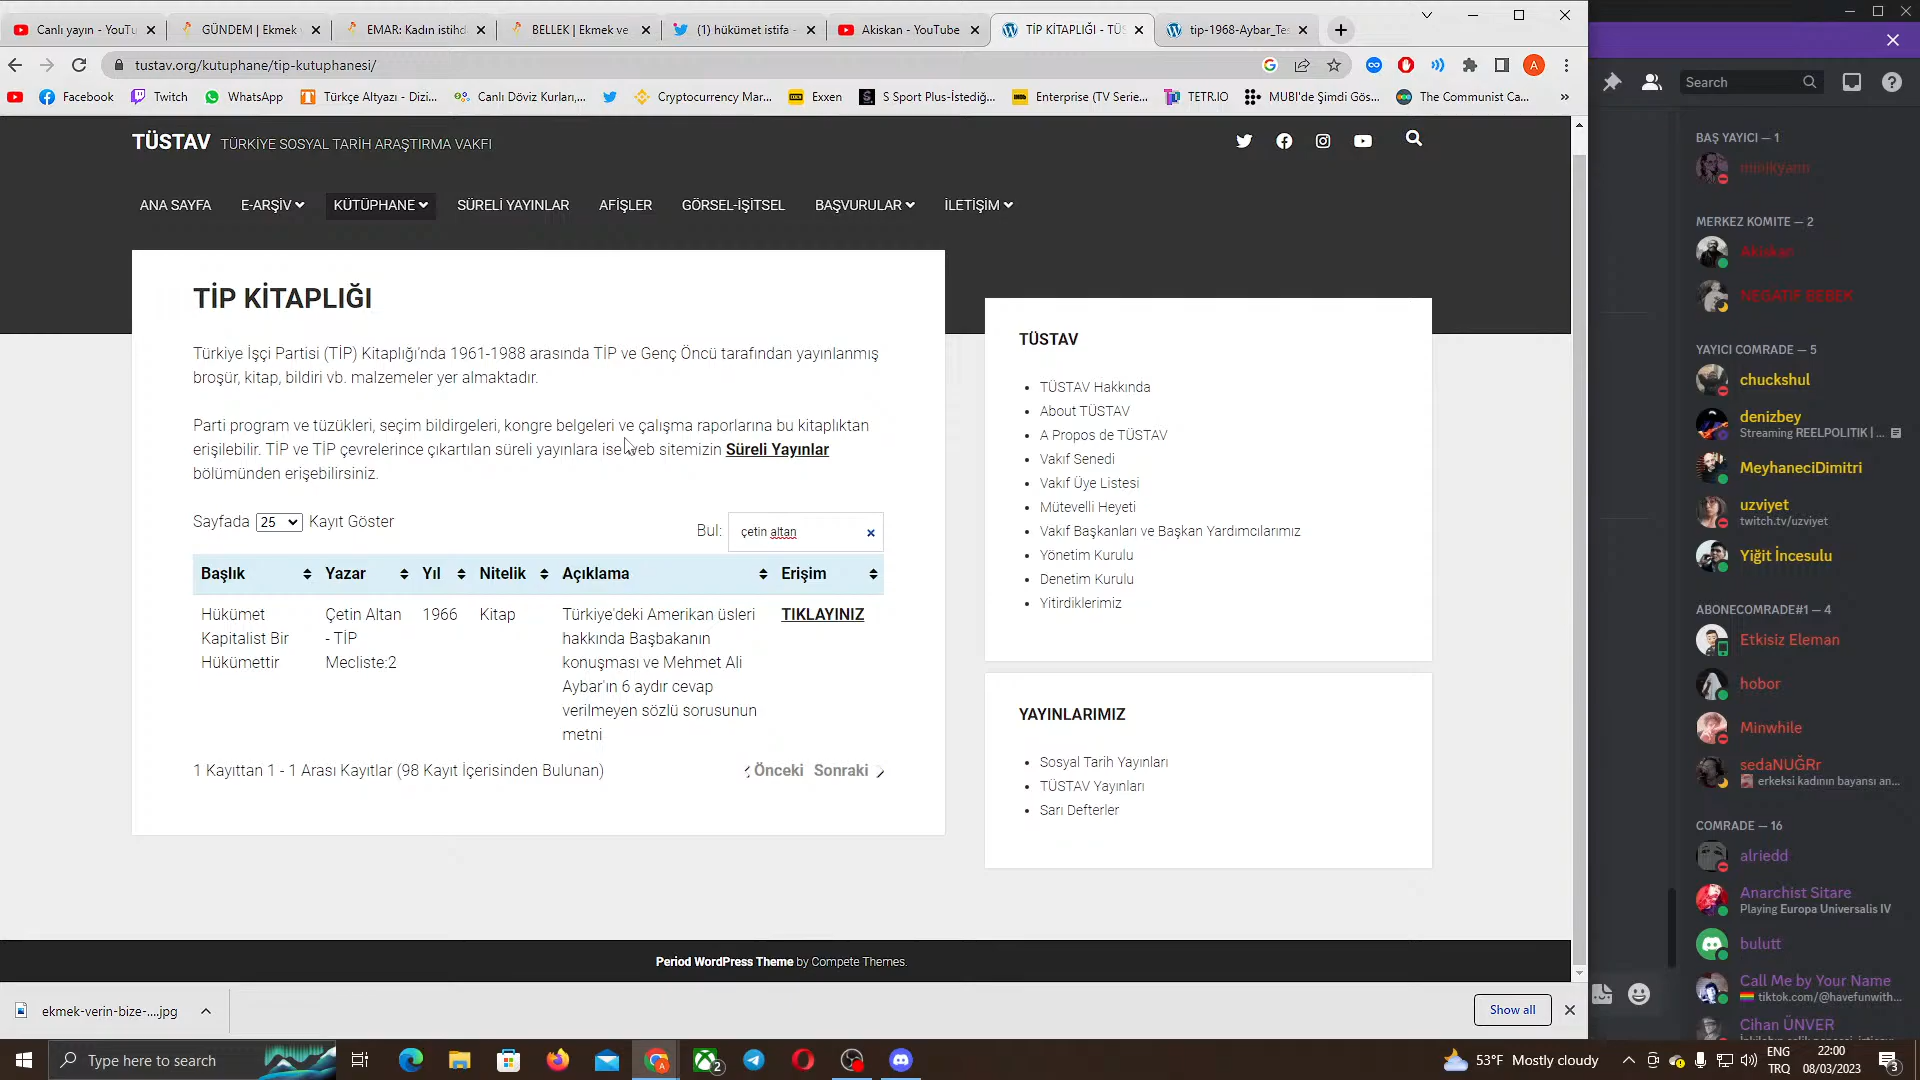 Canlı yayın - YouTu
GÜNDEM | Ekmek
EMAR: Kadın istihd
BELLEK | Ekmek ve
(1) hükümet istifa -
Akiskan - YouTube
TİP KİTAPLIĞI - TÜS
tip-1968-Aybar_Tes
tustav.org/kutuphane/tip-kutuphanesi/
A
Facebook
Twitch
WhatsApp
Türkçe Altyazı - Dizi...
Canlı Döviz Kurları,...
Cryptocurrency Mar...
Exxen
S Sport Plus-İstediğ...
Enterprise (TV Serie...
TETR.IO
MUBI'de Şimdi Gös...
The Communist Ca...
»
TÜSTAV TÜRKİYE SOSYAL TARİH ARAŞTIRMA VAKFI
ANA SAYFA
E-ARŞİV
KÜTÜPHANE
SÜRELİ YAYINLAR
AFİŞLER
GÖRSEL-İŞİTSEL
BAŞVURULAR
İLETİŞİM
TİP KİTAPLIĞI
Türkiye İşçi Partisi (TİP) Kitaplığı’nda 1961-1988 arasında TİP ve Genç Öncü tarafından yayınlanmış
broşür, kitap, bildiri vb. malzemeler yer almaktadır.
Parti program ve tüzükleri, seçim bildirgeleri, kongre belgeleri ve çalışma raporlarına bu kitaplıktan
erişilebilir. TİP ve TİP çevrelerince çıkartılan süreli yayınlara ise web sitemizin Süreli Yayınlar
bölümünden erişebilirsiniz.
Sayfada 25 Kayıt Göster
Bul: çetin altan ×
Başlık Yazar Yıl Nitelik Açıklama Erişim
Hükümet Çetin Altan 1966 Kitap Türkiye'deki Amerikan üsleri TIKLAYINIZ
Kapitalist Bir - TİP hakkında Başbakanın
Hükümettir Mecliste:2 konuşması ve Mehmet Ali
Aybar'ın 6 aydır cevap
verilmeyen sözlü sorusunun
metni
1 Kayıttan 1 - 1 Arası Kayıtlar (98 Kayıt İçerisinden Bulunan)
Önceki Sonraki
TÜSTAV
TÜSTAV Hakkında
About TÜSTAV
A Propos de TÜSTAV
Vakıf Senedi
Vakıf Üye Listesi
Mütevelli Heyeti
Vakıf Başkanları ve Başkan Yardımcılarımız
Yönetim Kurulu
Denetim Kurulu
Yitirdiklerimiz
YAYINLARIMIZ
Sosyal Tarih Yayınları
TÜSTAV Yayınları
Sarı Defterler
Period WordPress Theme by Compete Themes.
ekmek-verin-bize-....jpg
Show all
Search
BAŞ YAYICI — 1
MERKEZ KOMITE — 2
Akiskan
NEGATİF BEBEK
YAYICI COMRADE — 5
chuckshul
denizbey
Streaming REELPOLİTİK | ...
MeyhaneciDimitri
uzviyet
twitch.tv/uzviyet
Yiğit İncesulu
ABONECOMRADE#1 — 4
Etkisiz Eleman
hobor
Minwhile
sedaNUĞRr
erkeksi kadının bayansı an...
COMRADE — 16
alriedd
Anarchist Sitare
Playing Europa Universalis IV
bulutt
Call Me by Your Name
tiktok.com/@havefunwith...
Cihan ÜNVER
Type here to search
2
53°F Mostly cloudy
ENG
TRQ
22:00
08/03/2023
3